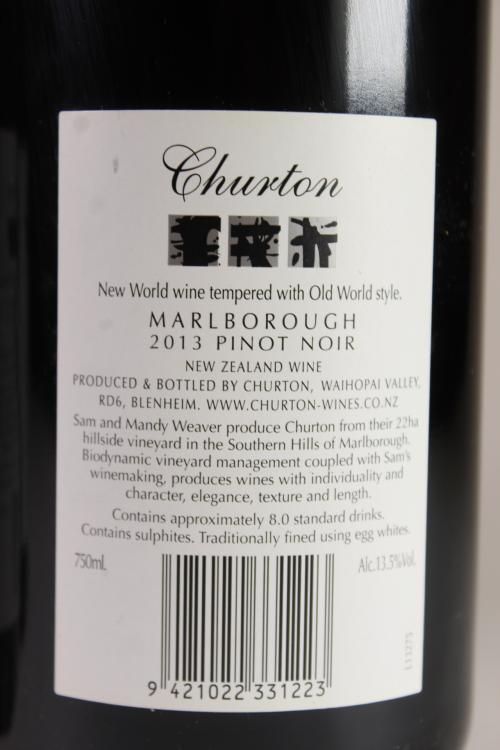 Churton
New World wine tempered with Old World style.
MARLBOROUGH
2013 PINOT NOIR
NEW ZEALAND WINE
PRODUCED & BOTTLED BY CHURTON, WAIHOPAI VALLEY,
RD6, BLENHEIM. WWW.CHURTON-WINES.CO.NZ
Sam and Mandy Weaver produce Churton from their 22ha
hillside vineyard in the Southern Hills of Marlborough.
Biodynamic vineyard management coupled with Sam's
winemaking, produces wines with individuality and
character, elegance, texture and length.
Contains approximately 8.0 standard drinks.
Contains sulphites. Traditionally fined using egg whites.
750ml. Alc.13.5%Vol.
L13275
9 421022 331223